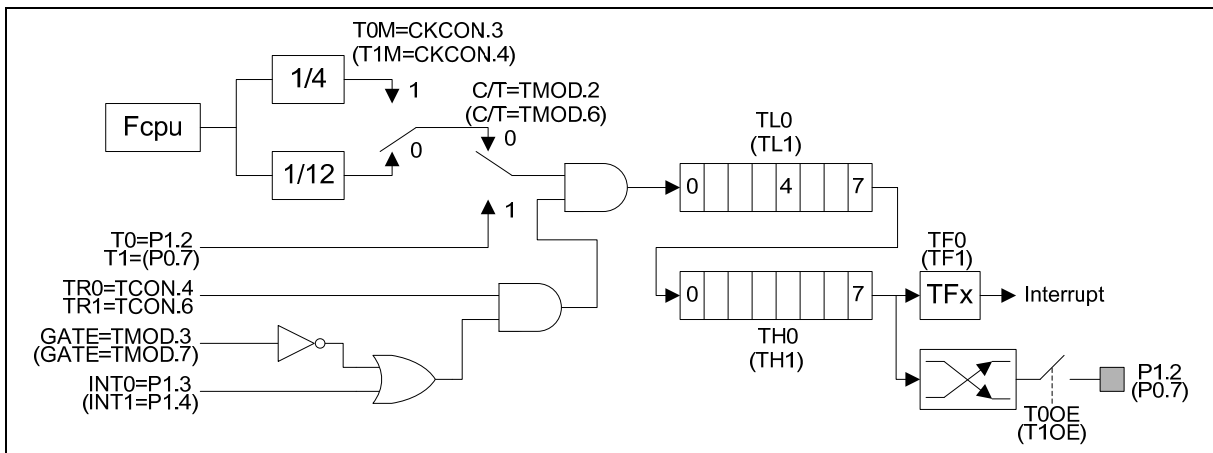 T0M=CKCON.3
(T1M=CKCON.4)
1/4
1
C/T=TMOD.2
(C/T=TMOD.6)
Fcpu
0
0
1/12
TL0
(TL1)
0 4 7
1
T0=P1.2
T1=(P0.7)
TR0=TCON.4
TR1=TCON.6
0 7
TH0
(TH1)
TF0
(TF1)
TFx
Interrupt
GATE=TMOD.3
(GATE=TMOD.7)
INT0=P1.3
(INT1=P1.4)
P1.2
(P0.7)
T0OE
(T1OE)